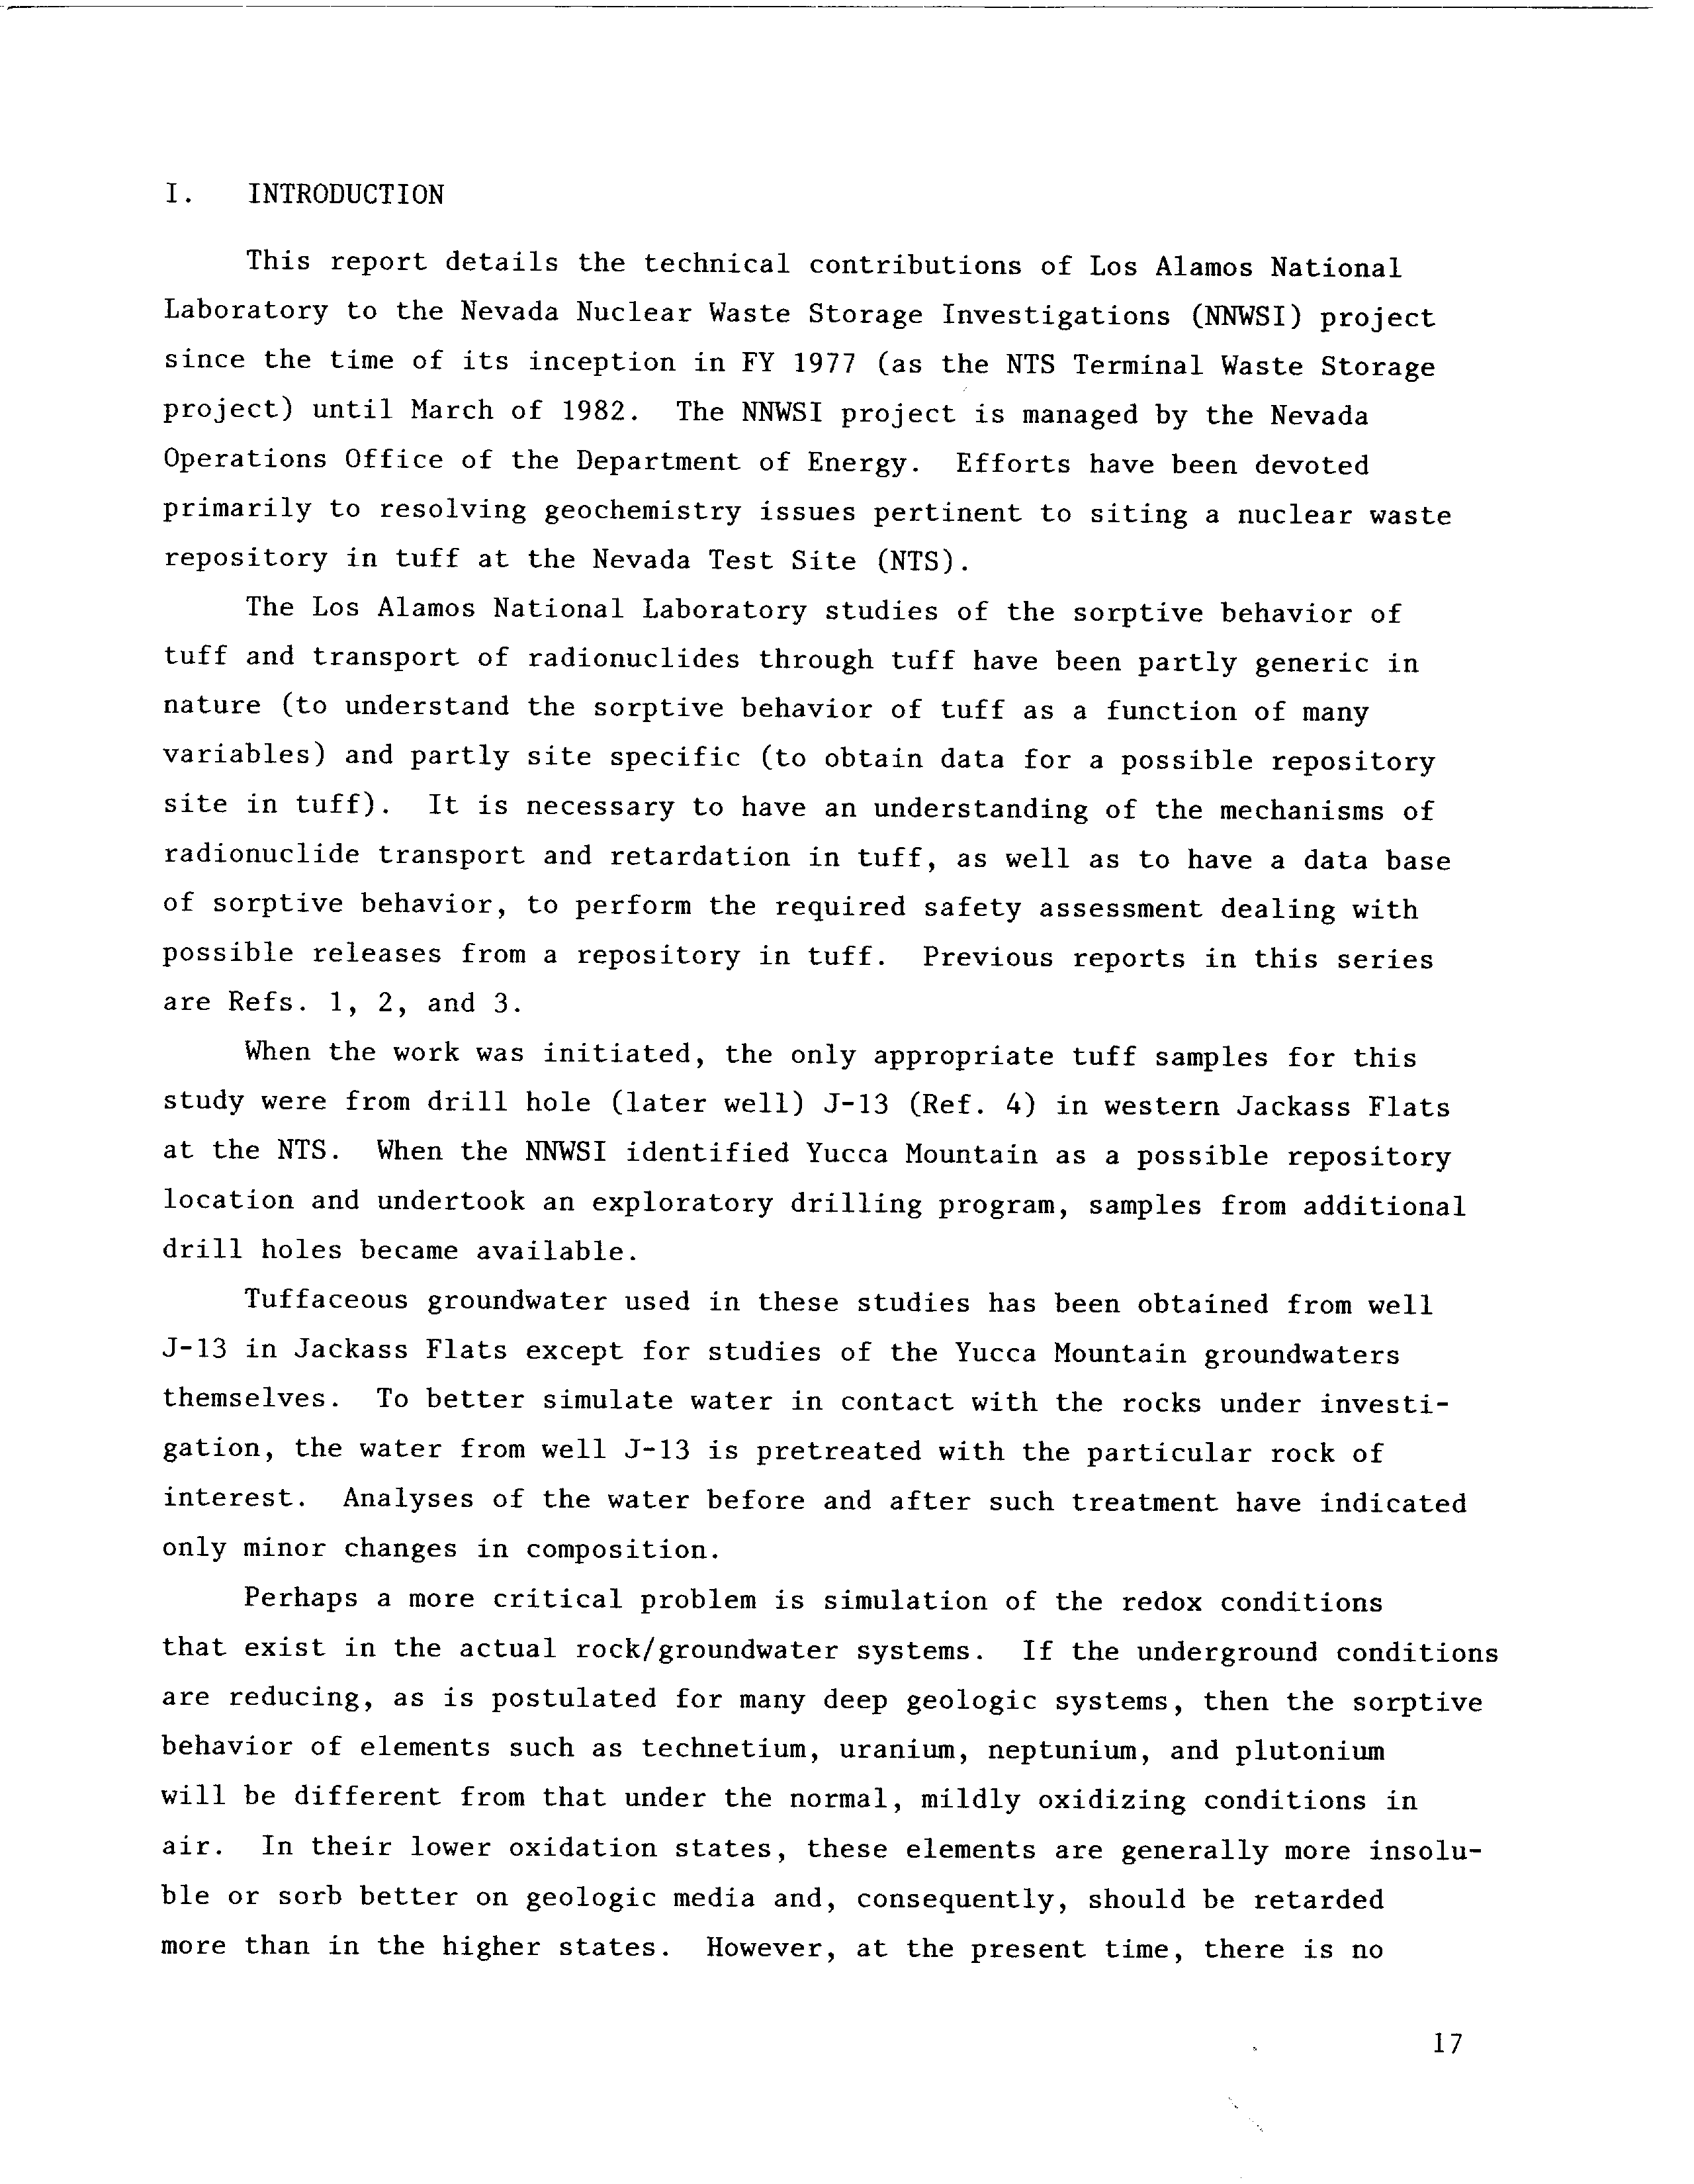 I. INTRODUCTION
This report details the technical contributions of Los Alamos National
Laboratory to the Nevada Nuclear Waste Storage Investigations (NNWSI) project
since the time of its inception in FY 1977 (as the NTS Terminal Waste Storage
project) until March of 1982. The NNWSI project is managed by the Nevada
Operations Office of the Department of Energy. Efforts have been devoted
primarily to resolving geochemistry issues pertinent to siting a nuclear waste
repository in tuff at the Nevada Test Site (NTS).
The Los Alamos National Laboratory studies of the sorptive behavior of
tuff and transport of radionuclides through tuff have been partly generic in
nature (to understand the sorptive behavior of tuff as a function of many
variables) and partly site specific (to obtain data for a possible repository
site in tuff). It is necessary to have an understanding of the mechanisms of
radionuclide transport and retardation in tuff, as well as to have a data base
of sorptive behavior, to perform the required safety assessment dealing with
possible releases from a repository in tuff. Previous reports in this series
are Refs. 1, 2, and 3.
When the work was initiated, the only appropriate tuff samples for this
study were from drill hole (later well) J-13 (Ref. 4) in western Jackass Flats
at the NTS. When the NNWSI identified Yucca Mountain as a possible repository
location and undertook an exploratory drilling program, samples from additional
drill holes became available.
Tuffaceous groundwater used in these studies has been obtained from well
J-13 in Jackass Flats except for studies of the Yucca Mountain groundwaters
themselves. To better simulate water in contact with the rocks under investi-
gation, the water from well J-13 is pretreated with the particular rock of
interest. Analyses of the water before and after such treatment have indicated
only minor changes in composition.
Perhaps a more critical problem is simulation of the redox conditions
that exist in the actual rock/groundwater systems. If the underground conditions
are reducing, as is postulated for many deep geologic systems, then the sorptive
behavior of elements such as technetium, uranium, neptunium, and plutonium
will be different from that under the normal, mildly oxidizing conditions in
air. In their lower oxidation states, these elements are generally more insolu-
ble or sorb better on geologic media and, consequently, should be retarded
more than in the higher states. However, at the present time, there is no
17